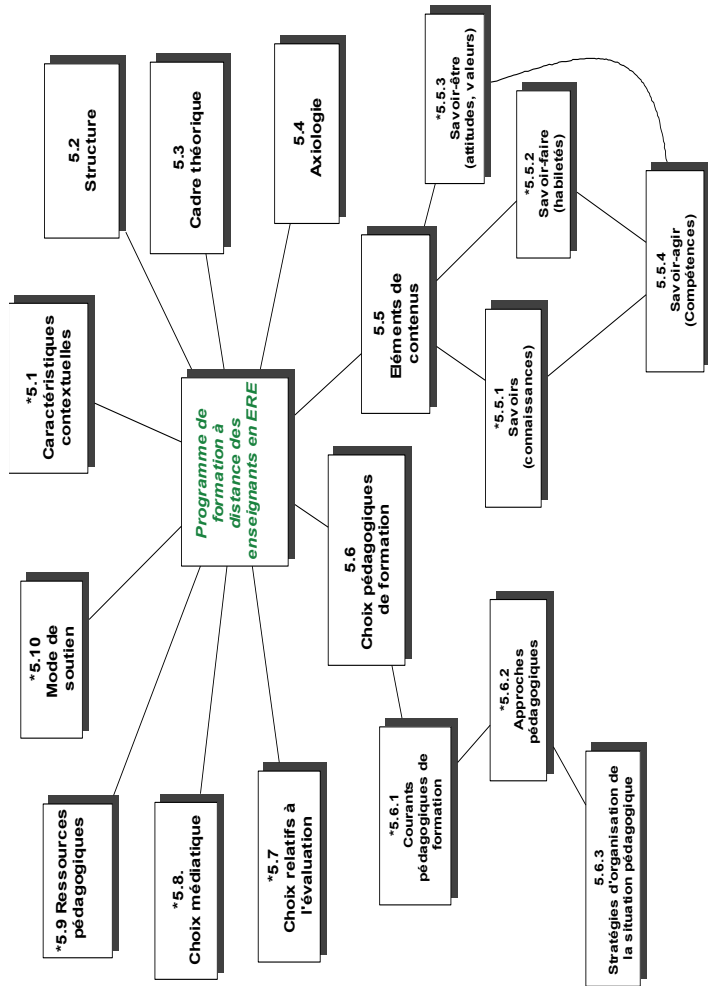 *5.10
Mode de
soutien
*5.1
Caractéristiques
contextuelles
5.2
Structure
*5.9 Ressources
pédagogiques
5.3
Cadre théorique
*5.8.
Choix médiatique
Programme de
formation à
distance des
enseignants en ERE
5.4
Axiologie
*5.7
Choix relatifs à
l'évaluation
5.6
Choix pédagogiques
de formation
5.5
Eléments de
contenus
*5.5.3
Savoir-être
(attitudes, valeurs)
*5.6.1
Courants
pédagogiques de
formation
*5.6.2
Approches
pédagogiques
*5.5.1
Savoirs
(connaissances)
*5.5.2
Savoir-faire
(habiletés)
5.6.3
Stratégies d'organisation de
la situation pédagogique
5.5.4
Savoir-agir
(Compétences)